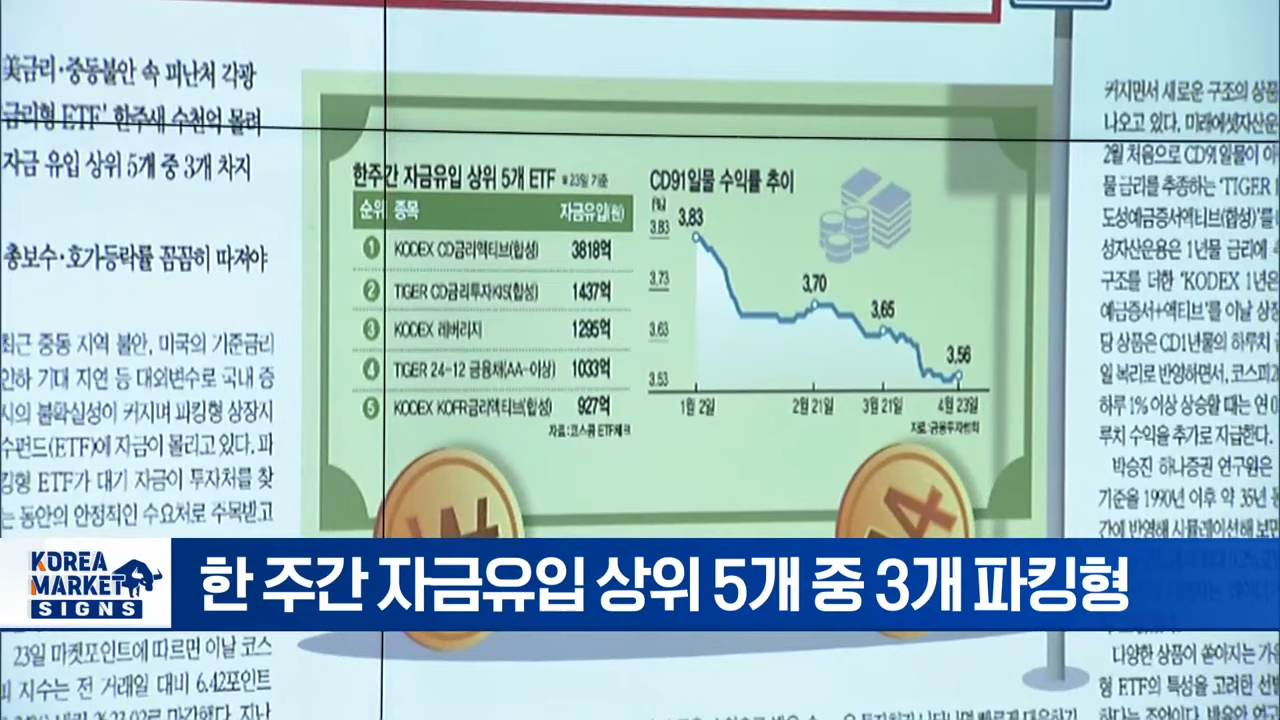 美금리·중동불안 속 피난처 각광
금리형 ETF' 한주새 수천억 몰려
자금 유입 상위 5개 중 3개 차지
총보수·호가등락률 꼼꼼히 따져야
최근 중동 지역 불안, 미국의 기준금리
인하 기대 지연 등 대외변수로 국내 증
시의 불확실성이 커지며 파킹형 상장지
수펀드(ETF)에 자금이 몰리고 있다. 파
킹형 ETF가 대기 자금이 투자처를 찾
는 동안의 안정적인 수요처로 주목받고
23일 마켓포인트에 따르면 이날 코스
피 지수는 전 거래일 대비 6.42포인트
한주간 자금유입 상위 5개 ETF ※23일 기준
순위 종목 자금유입(원)
1 KODEX CD금리액티브(합성) 3818억
2 TIGER CD금리투자KIS(합성) 1437억
3 KODEX 레버리지 1295억
4 TIGER 24-12 금융채(AA-이상) 1033억
5 KODEX KOFR금리액티브(합성) 927억
자료:코스콤 ETF체크
CD91일물 수익률 추이
(%)
3.83
3.73
3.63
3.53
3.83
3.70
3.65
3.56
1월 2일 2월 21일 3월 21일 4월 23일
자료:금융투자협회
커지면서 새로운 구조의 상품
나오고 있다. 미래에셋자산운
2월 처음으로 CD91일물이 아
물 금리를 추종하는 'TIGER
도성예금증서액티브(합성)'를
성자산운용은 1년물 금리에
구조를 더한 'KODEX 1년은
예금증서+액티브'를 이날 상장
당 상품은 CD1년물의 하루치
일 복리로 반영하면서, 코스피2
하루 1% 이상 상승할 때는 연
루치 수익을 추가로 지급한다.
박승진 하나증권 연구원은
기준을 1990년 이후 약 35년
간에 반영해 시뮬레이션해 보면
다양한 상품이 쏟아지는 가운
형 ETF의 특성을 고려한 선별
KOREA
MARKET
SIGNS
한 주간 자금유입 상위 5개 중 3개 파킹형